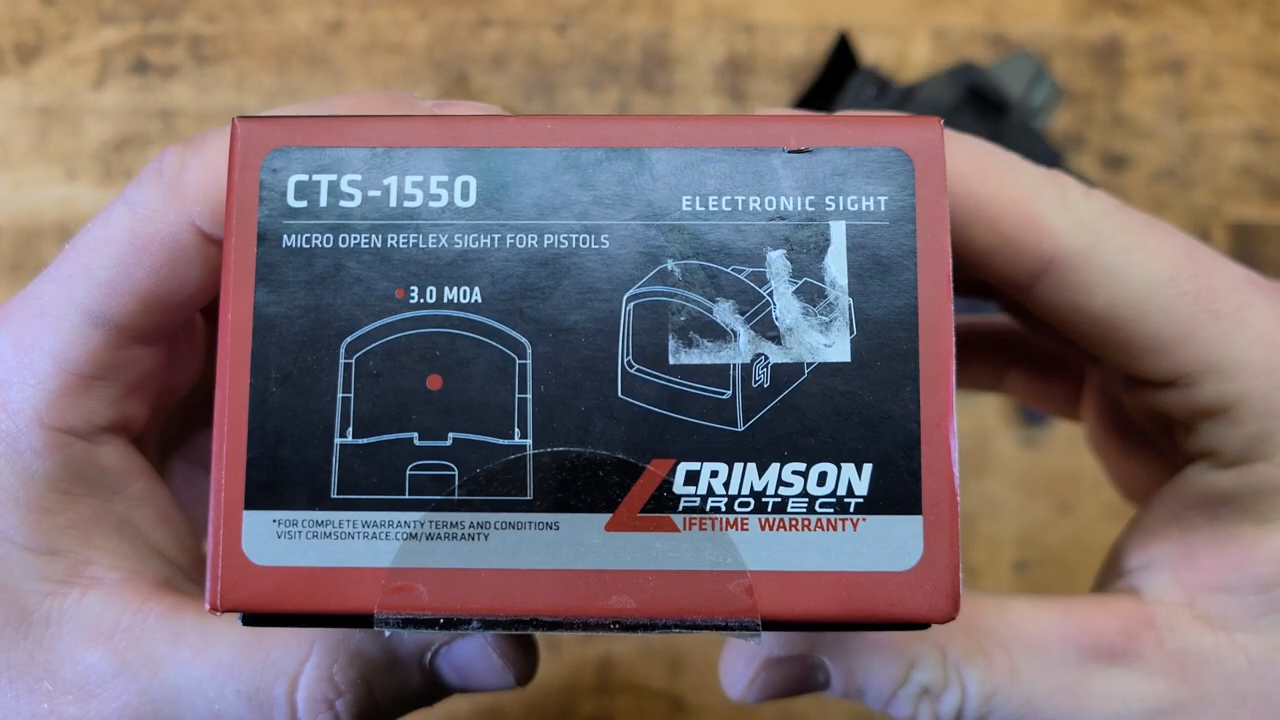 CTS-1550
ELECTRONIC SIGHT
MICRO OPEN REFLEX SIGHT FOR PISTOLS
3.0 MOA
CRIMSON
PROTECT
LIFETIME WARRANTY*
*FOR COMPLETE WARRANTY TERMS AND CONDITIONS
VISIT CRIMSONTRACE.COM/WARRANTY